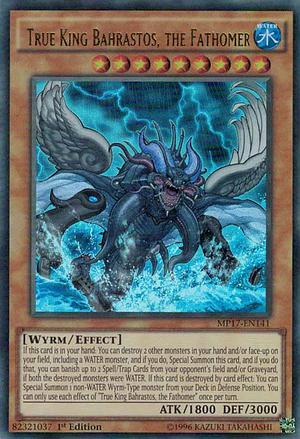 TRUE KING BAHRASTOS, THE FATHOMER
WATER
水
MP17-EN141
[WYRM/EFFECT]
If this card is in your hand: You can destroy 2 other monsters in your hand and/or face-up on
your field, including a WATER monster, and if you do, Special Summon this card, and if you do
that, you can banish up to 2 Spell/Trap Cards from your opponent's field and/or Graveyard,
if both the destroyed monsters were WATER. If this card is destroyed by card effect: You can
Special Summon 1 non-WATER Wyrm-Type monster from your Deck in Defense Position. You
can only use each effect of "True King Bahrastos, the Fathomer" once per turn.
ATK/1800 DEF/3000
82321037 1st Edition ©1996 KAZUKI TAKAHASHI